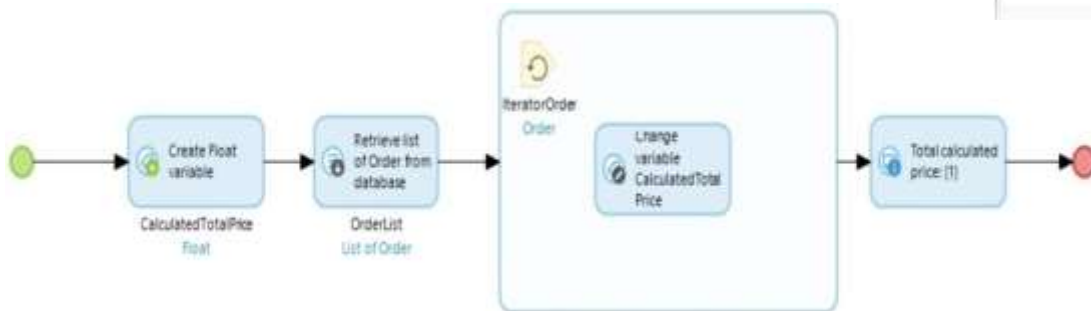 Create Float
variable
CalculatedTotalPrice
Float
Retrieve list
of Order from
database
OrderList
List of Order
IteratorOrder
Order
Change
variable
CalculatedTotal
Price
Total calculated
price: {1}